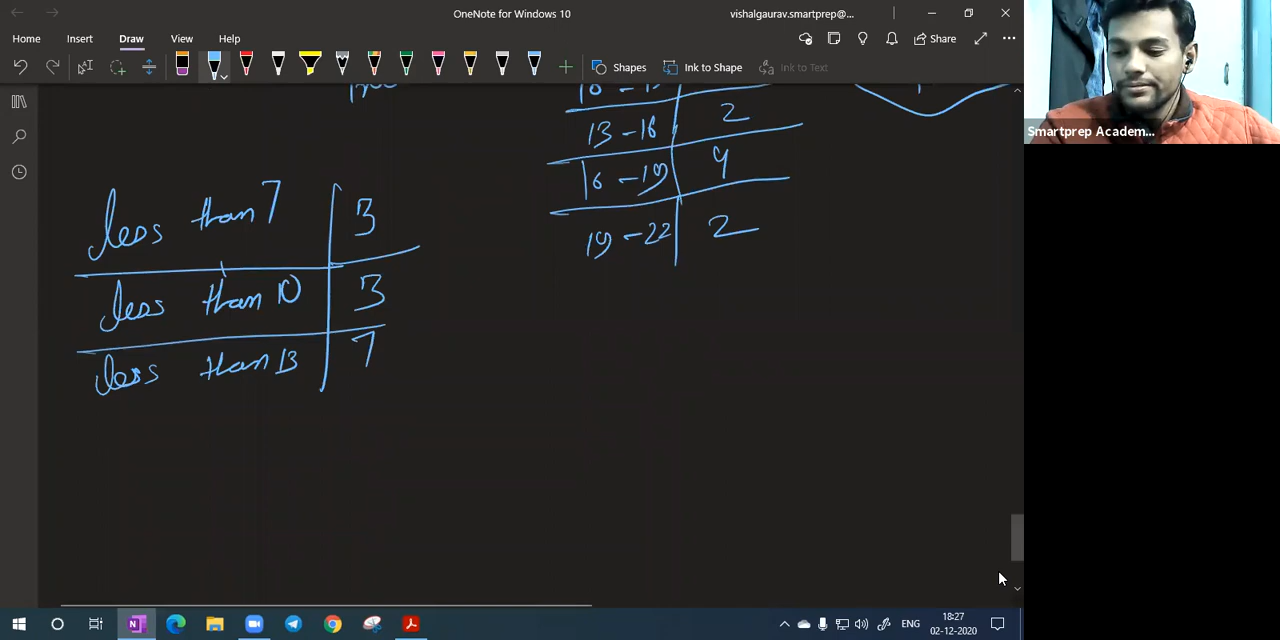 OneNote for Windows 10
vishalgaurav.smartprep@...
Home Insert Draw View Help
Share
Shapes
Ink to Shape
Ink to Text
Smartprep Academ...
13 - 16 2
16 - 19 4
19 - 22 2
less than 7 3
less than 10 3
less than 13 7
ENG
18:27
02-12-2020